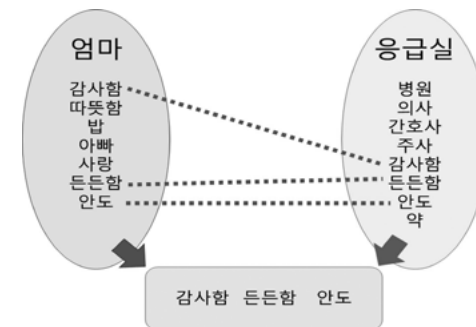 엄마
감사함
따뜻함
밥
아빠
사랑
든든함
안도
응급실
병원
의사
간호사
주사
감사함
든든함
안도
약
감사함 든든함 안도